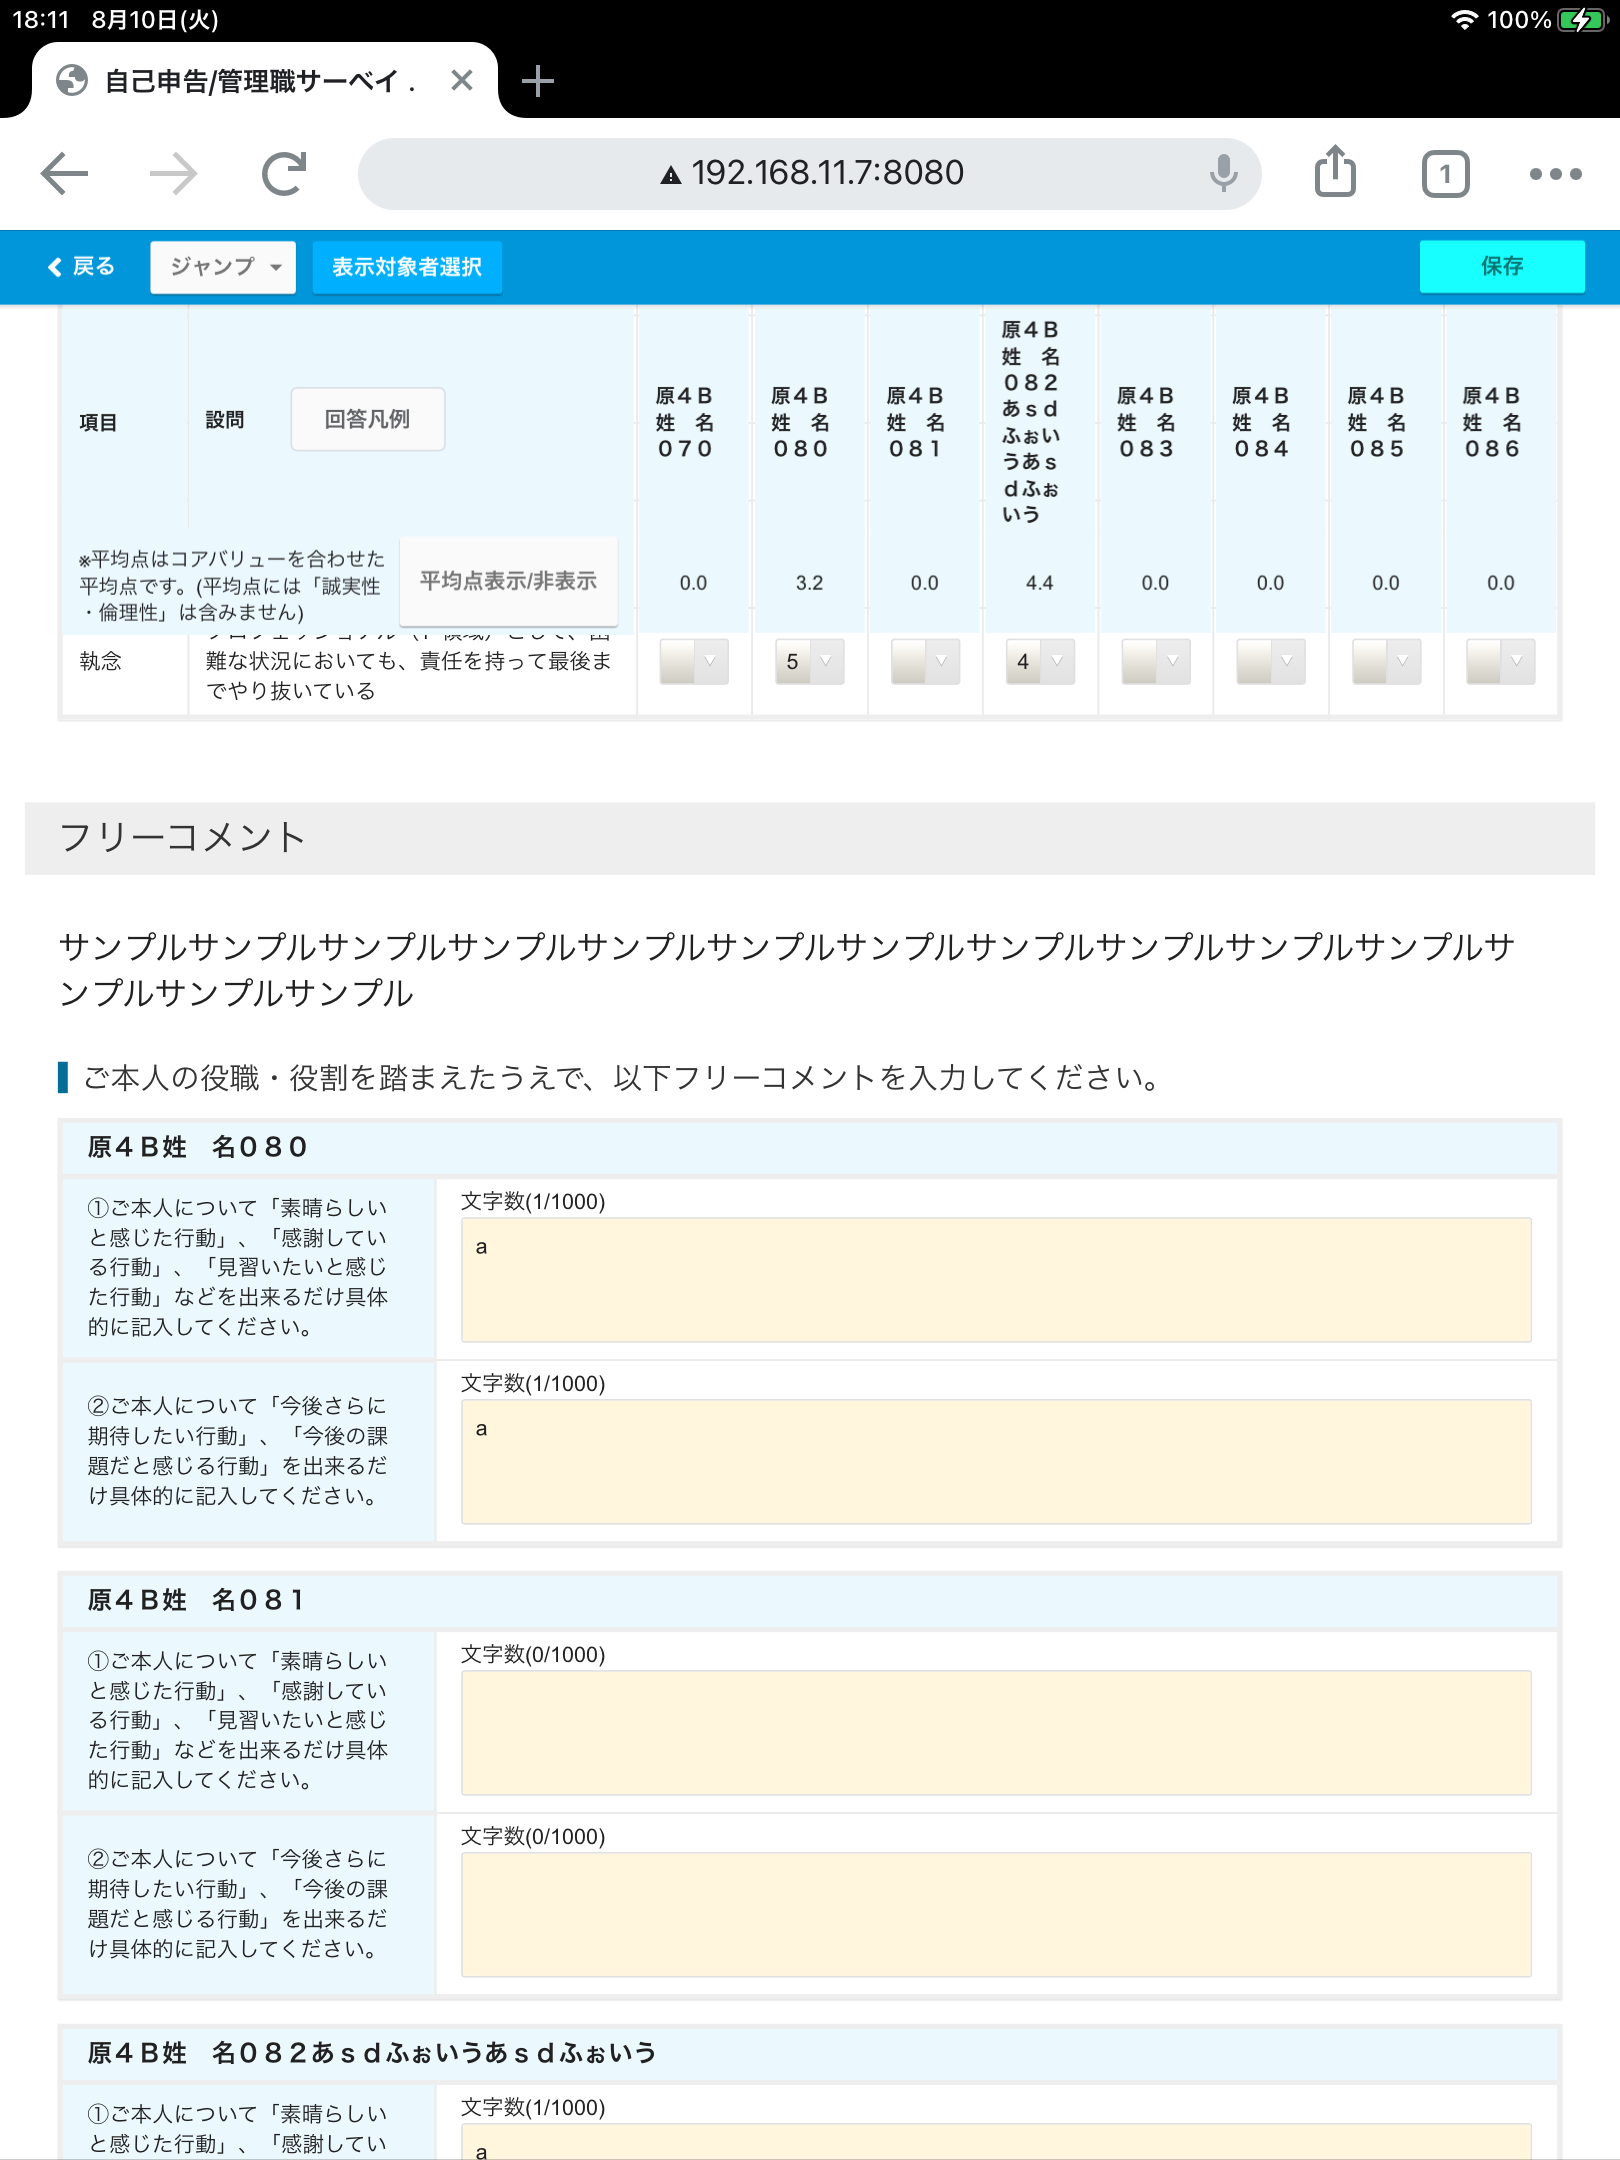 18:11 8月10日(火) 100%
自己申告/管理職サーベイ .
192.168.11.7:8080 1
戻る ジャンプ 表示対象者選択 保存
項目 設問 回答凡例
原４Ｂ
姓　名
０７０
原４Ｂ
姓　名
０８０
原４Ｂ
姓　名
０８１
原４Ｂ
姓　名
０８２
あｓｄ
ふぉい
うあｓ
ｄふぉ
いう
原４Ｂ
姓　名
０８３
原４Ｂ
姓　名
０８４
原４Ｂ
姓　名
０８５
原４Ｂ
姓　名
０８６
※平均点はコアバリューを合わせた
平均点です。(平均点には「誠実性
・倫理性」は含みません)
平均点表示/非表示
0.0 3.2 0.0 4.4 0.0 0.0 0.0 0.0
執念
難な状況においても、責任を持って最後ま
でやり抜いている
5 4
フリーコメント
サンプルサンプルサンプルサンプルサンプルサンプルサンプルサンプルサンプルサンプルサンプルサ
ンプルサンプルサンプル
ご本人の役職・役割を踏まえたうえで、以下フリーコメントを入力してください。
原４Ｂ姓　名０８０
①ご本人について「素晴らしい
と感じた行動」、「感謝してい
る行動」、「見習いたいと感じ
た行動」などを出来るだけ具体
的に記入してください。
文字数(1/1000)
a
②ご本人について「今後さらに
期待したい行動」、「今後の課
題だと感じる行動」を出来るだ
け具体的に記入してください。
文字数(1/1000)
a
原４Ｂ姓　名０８１
①ご本人について「素晴らしい
と感じた行動」、「感謝してい
る行動」、「見習いたいと感じ
た行動」などを出来るだけ具体
的に記入してください。
文字数(0/1000)
②ご本人について「今後さらに
期待したい行動」、「今後の課
題だと感じる行動」を出来るだ
け具体的に記入してください。
文字数(0/1000)
原４Ｂ姓　名０８２あｓｄふぉいうあｓｄふぉいう
①ご本人について「素晴らしい
と感じた行動」、「感謝してい
文字数(1/1000)
a